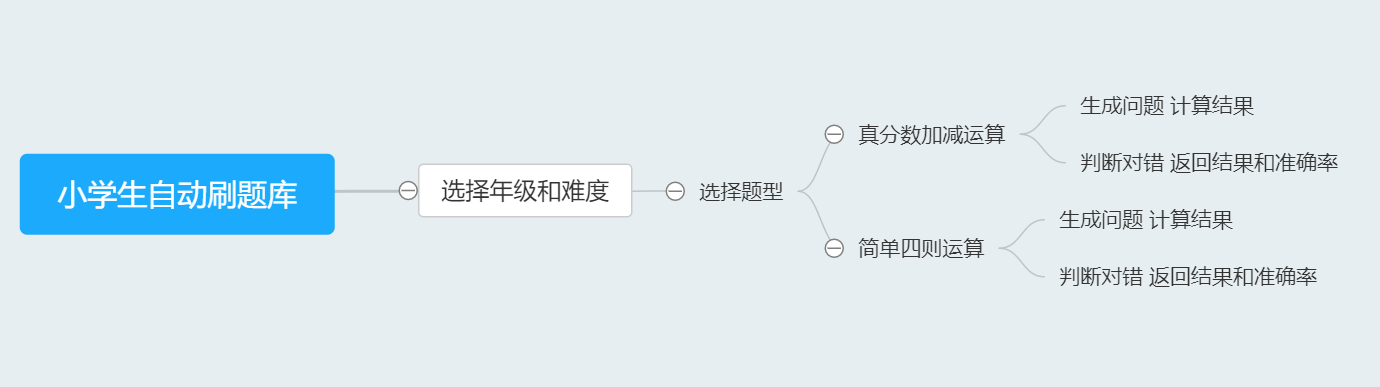 小学生自动刷题库
选择年级和难度
选择题型
真分数加减运算
生成问题 计算结果
判断对错 返回结果和准确率
简单四则运算
生成问题 计算结果
判断对错 返回结果和准确率